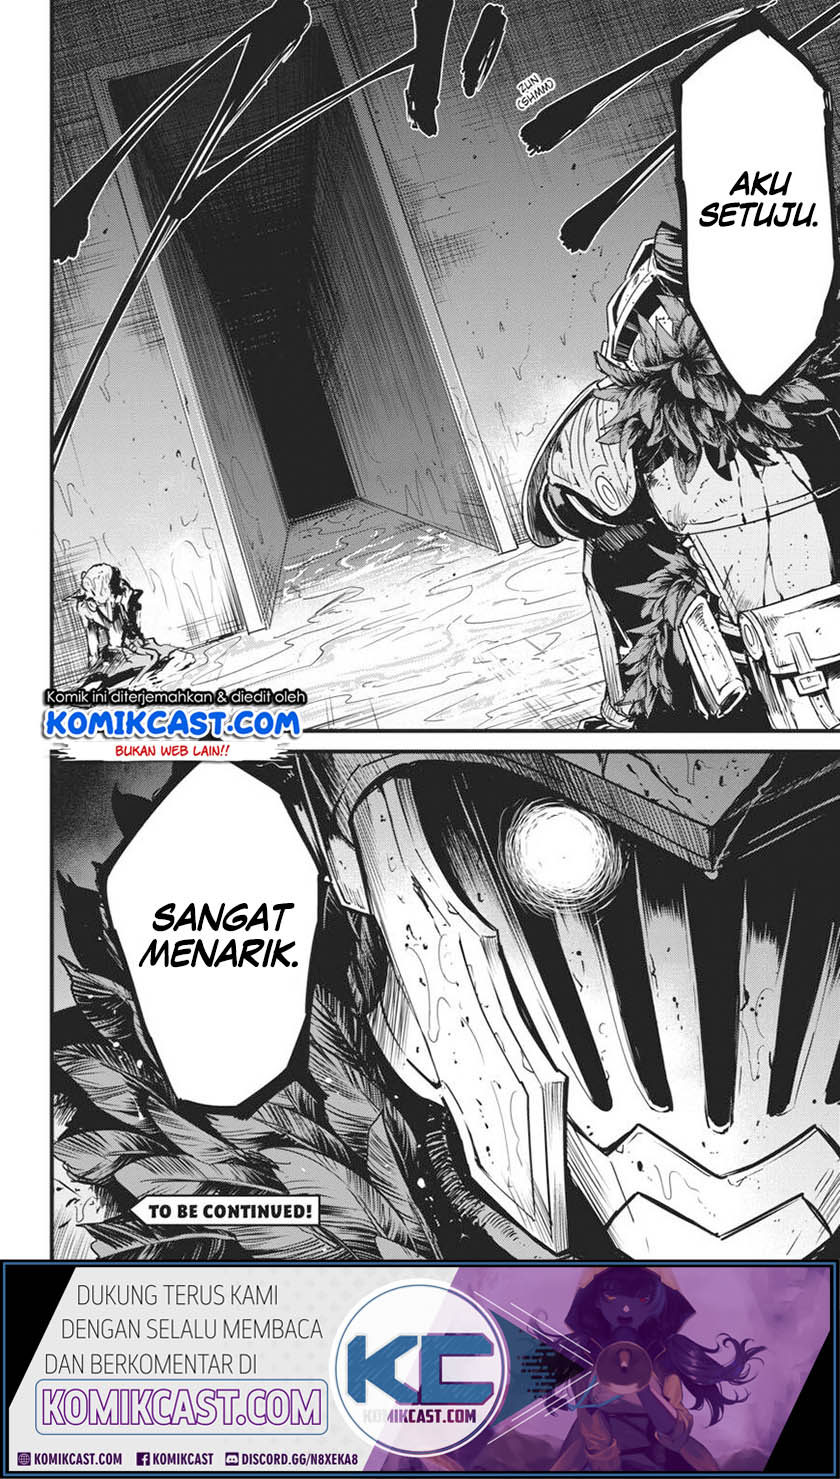 ZUN
(SHMM)
AKU
SETUJU.
Komik ini diterjemahkan & diedit oleh
KOMIKCAST.COM
BUKAN WEB LAIN!!
SANGAT
MENARIK.
TO BE CONTINUED!
DUKUNG TERUS KAMI
DENGAN SELALU MEMBACA
DAN BERKOMENTAR DI
KOMIKCAST.COM
KC
KOMIKCAST.COM
KOMIKCAST.COM KOMIKCAST DISCORD.GG/N8XEKA8